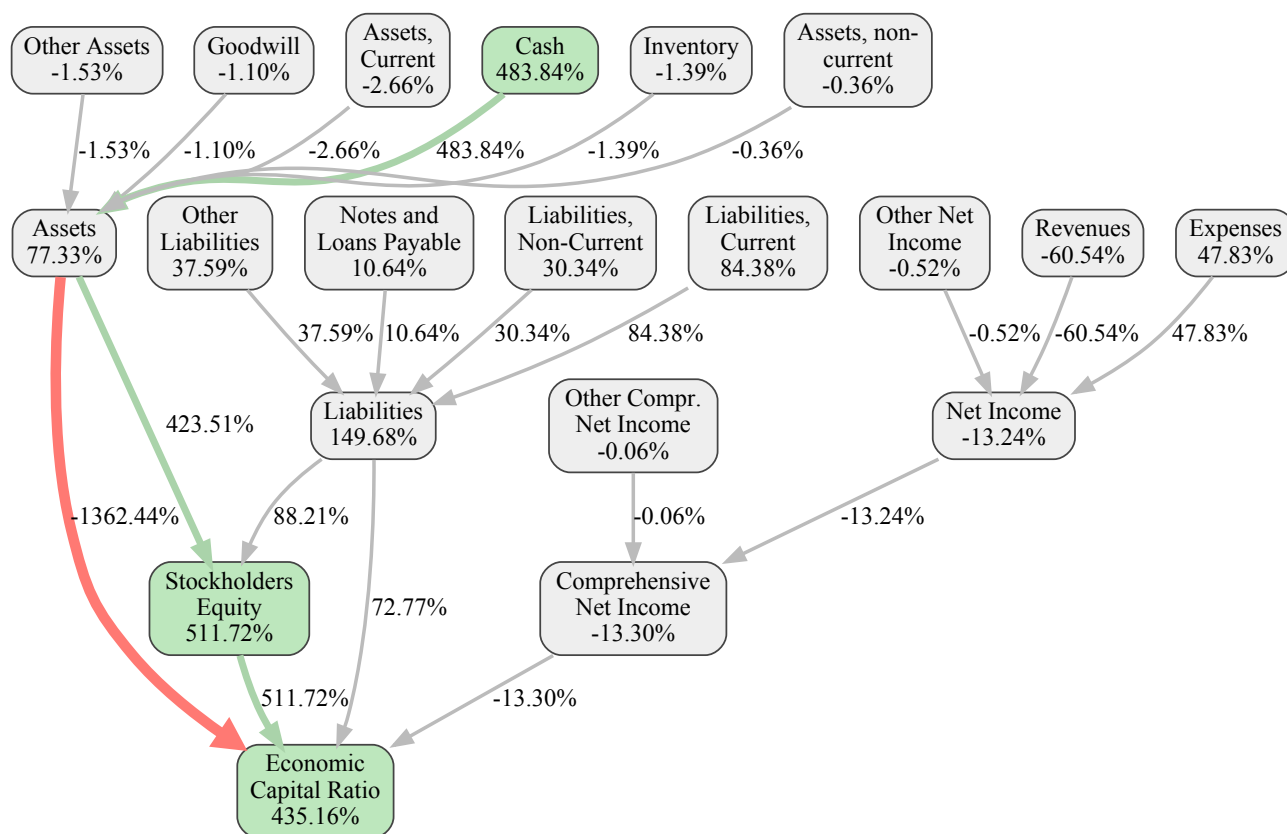 Other Assets
-1.53%
Goodwill
-1.10%
Assets,
Current
-2.66%
Cash
483.84%
Inventory
-1.39%
Assets, non-
current
-0.36%
-1.53%
-1.10%
-2.66%
483.84%
-1.39%
-0.36%
Assets
77.33%
Other
Liabilities
37.59%
Notes and
Loans Payable
10.64%
Liabilities,
Non-Current
30.34%
Liabilities,
Current
84.38%
Other Net
Income
-0.52%
Revenues
-60.54%
Expenses
47.83%
37.59%
10.64%
30.34%
84.38%
-0.52%
-60.54%
47.83%
Liabilities
149.68%
Other Compr.
Net Income
-0.06%
Net Income
-13.24%
423.51%
-1362.44%
88.21%
-0.06%
-13.24%
Stockholders
Equity
511.72%
72.77%
Comprehensive
Net Income
-13.30%
511.72%
-13.30%
Economic
Capital Ratio
435.16%